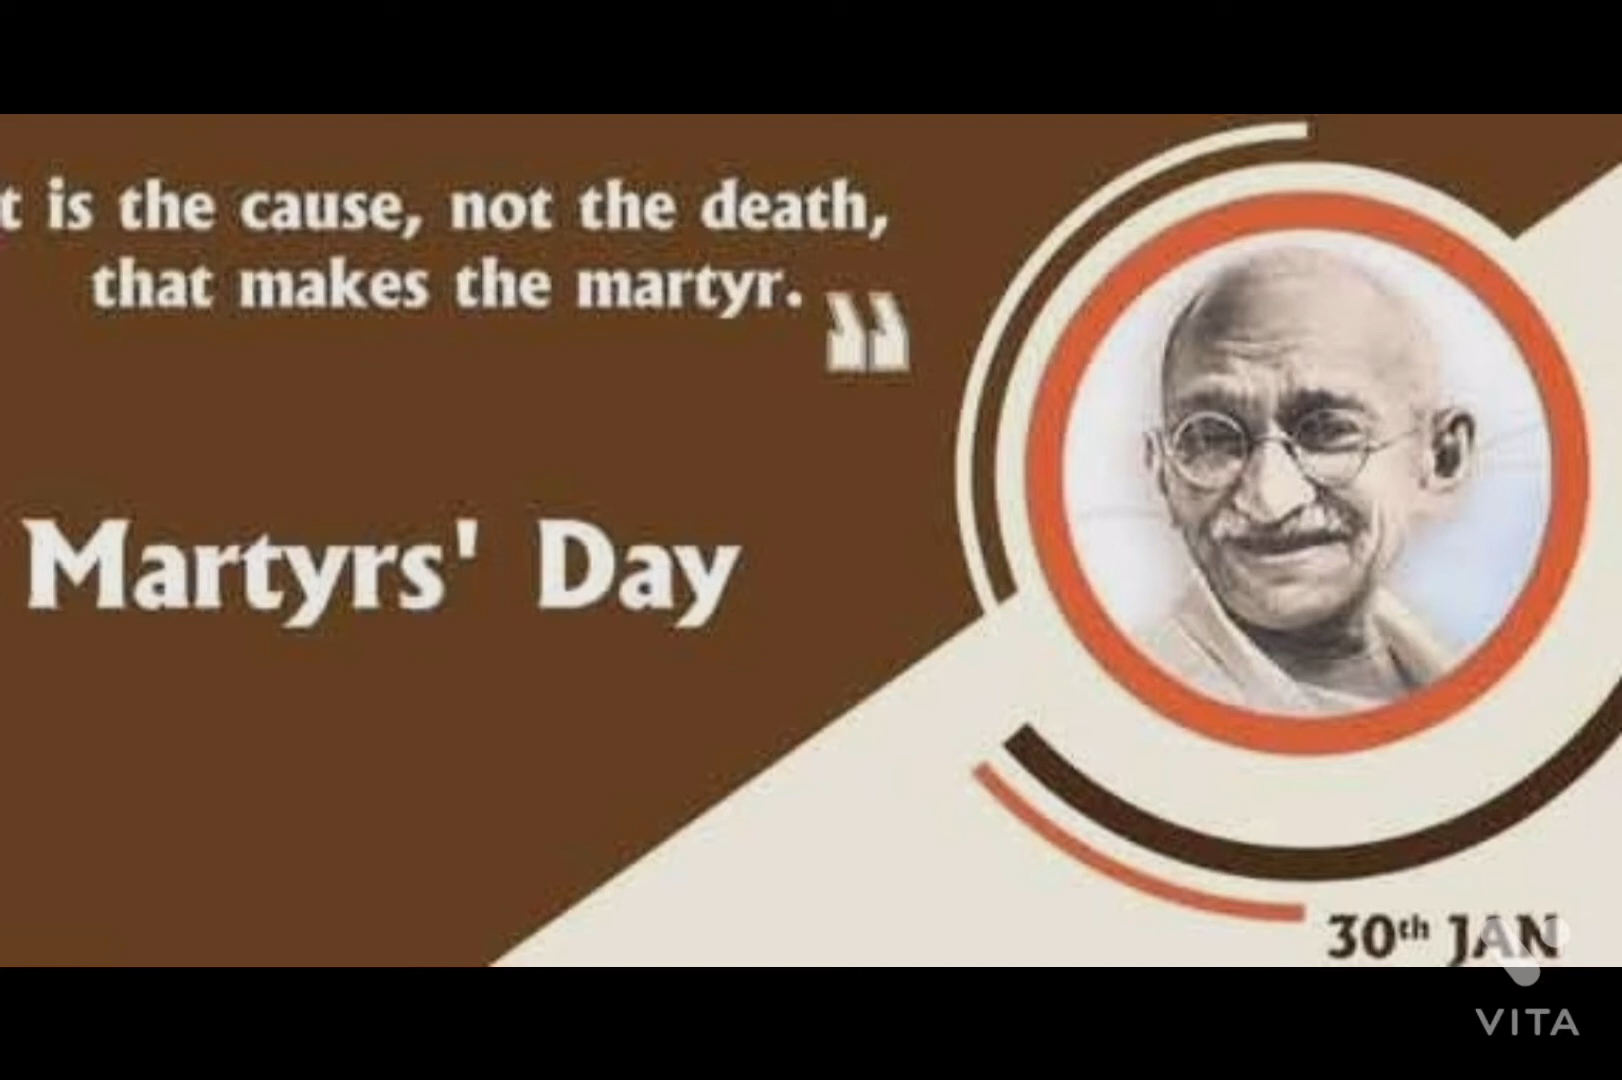 t is the cause, not the death,
that makes the martyr.
Martyrs' Day
30th JAN
VITA